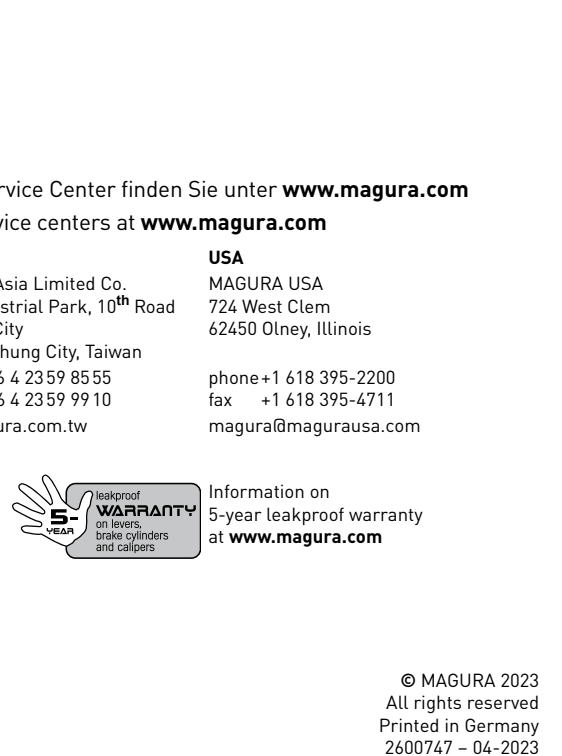 rvice Center finden Sie unter www.magura.com
vice centers at www.magura.com
Asia Limited Co.
strial Park, 10th Road
City
hung City, Taiwan
6 4 2359 8555
6 4 2359 9910
ura.com.tw
USA
MAGURA USA
724 West Clem
62450 Olney, Illinois
phone +1 618 395-2200
fax +1 618 395-4711
magura@magurausa.com
5-
YEAR
leakproof
WARRANTY
on levers,
brake cylinders
and calipers
Information on
5-year leakproof warranty
at www.magura.com
© MAGURA 2023
All rights reserved
Printed in Germany
2600747 – 04-2023